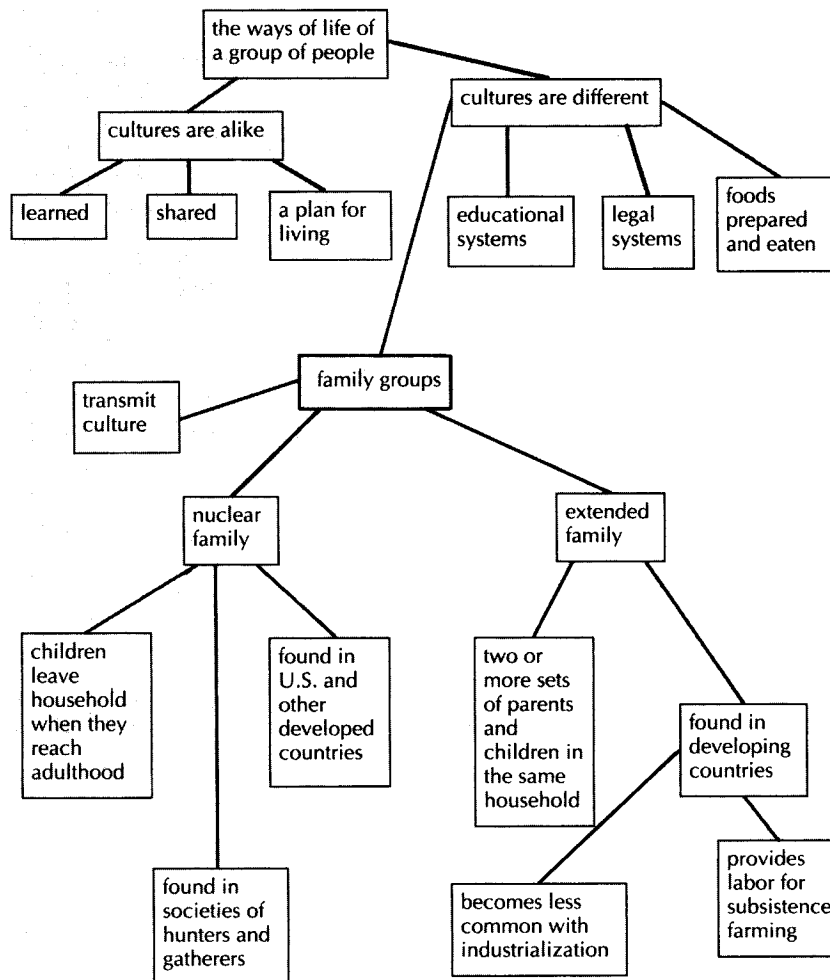 the ways of life of
a group of people
cultures are alike
cultures are different
learned
shared
a plan for
living
educational
systems
legal
systems
foods
prepared
and eaten
family groups
transmit
culture
nuclear
family
extended
family
children
leave
household
when they
reach
adulthood
found in
U.S. and
other
developed
countries
two or
more sets
of parents
and
children in
the same
household
found in
developing
countries
found in
societies of
hunters and
gatherers
becomes less
common with
industrialization
provides
labor for
subsistence
farming